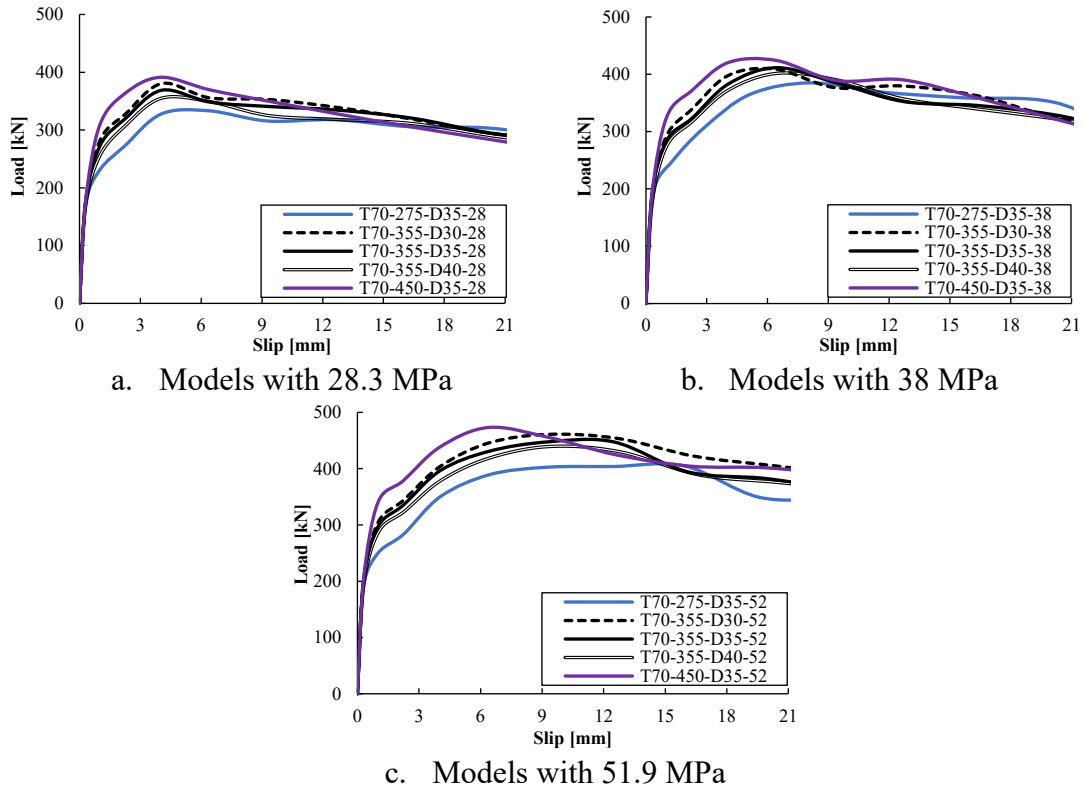 500
400
300
200
100
0
Load [kN]
0 3 6 9 12 15 18 21
Slip [mm]
T70-275-D35-28
T70-355-D30-28
T70-355-D35-28
T70-355-D40-28
T70-450-D35-28
a. Models with 28.3 MPa
500
400
300
200
100
0
Load [kN]
0 3 6 9 12 15 18 21
Slip [mm]
T70-275-D35-38
T70-355-D30-38
T70-355-D35-38
T70-355-D40-38
T70-450-D35-38
b. Models with 38 MPa
500
400
300
200
100
0
Load [kN]
0 3 6 9 12 15 18 21
Slip [mm]
T70-275-D35-52
T70-355-D30-52
T70-355-D35-52
T70-355-D40-52
T70-450-D35-52
c. Models with 51.9 MPa